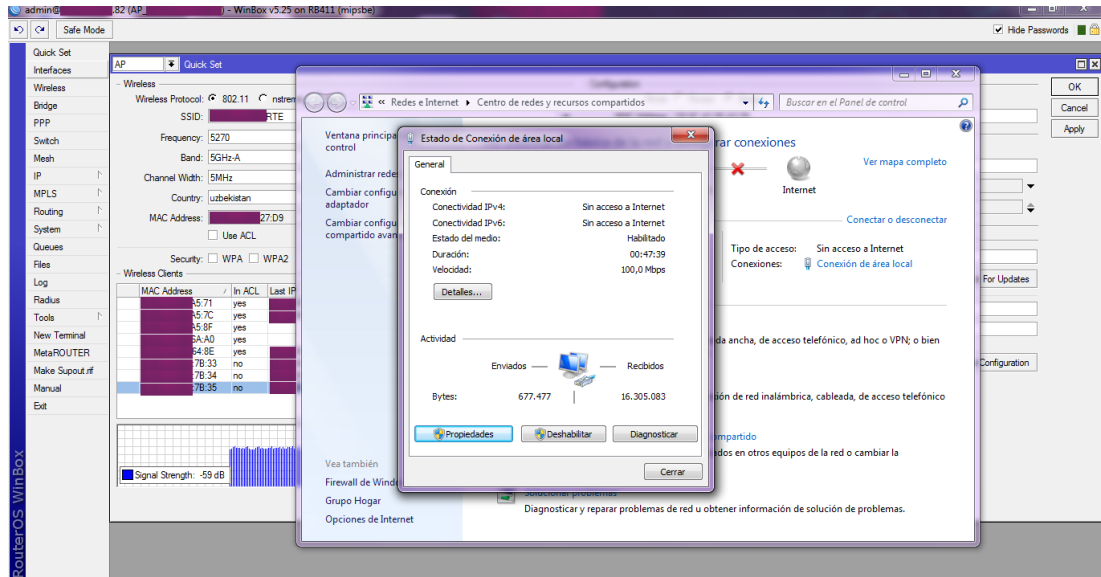 admin@ .82 (AP_ ) - WinBox v5.25 on RB411 (mipsbe)
Safe Mode
Hide Passwords
Quick Set
Interfaces
Wireless
Bridge
PPP
Switch
Mesh
IP
MPLS
Routing
System
Queues
Files
Log
Radius
Tools
New Terminal
MetaROUTER
Make Supout.rif
Manual
Exit
RouterOS WinBox
AP
Quick Set
OK
Cancel
Apply
Wireless
Wireless Protocol: 802.11 nstrem
SSID: RTE
Frequency: 5270
Band: 5GHz-A
Channel Width: 5MHz
Country: uzbekistan
MAC Address: 27:D9
Use ACL
Security: WPA WPA2
Wireless Clients
MAC Address / In ACL Last IP
A5:71 yes
A5:7C yes
A5:8F yes
6A:A0 yes
64:8E yes
:7B:33 no
:7B:34 no
:7B:35 no
Signal Strength: -59 dB
Configuration
For Updates
Configuration
« Redes e Internet Centro de redes y recursos compartidos
Buscar en el Panel de control
Ventana principa
control
Administrar rede
Cambiar configu
adaptador
Cambiar configu
compartido avan
Vea también
Firewall de Windo
Grupo Hogar
Opciones de Internet
rar conexiones
Ver mapa completo
Internet
Conectar o desconectar
Tipo de acceso: Sin acceso a Internet
Conexiones: Conexión de área local
da ancha, de acceso telefónico, ad hoc o VPN; o bien
ión de red inalámbrica, cableada, de acceso telefónico
mpartido
dos en otros equipos de la red o cambiar la
Solucionar problemas
Diagnosticar y reparar problemas de red u obtener información de solución de problemas.
Estado de Conexión de área local
General
Conexión
Conectividad IPv4: Sin acceso a Internet
Conectividad IPv6: Sin acceso a Internet
Estado del medio: Habilitado
Duración: 00:47:39
Velocidad: 100,0 Mbps
Detalles...
Actividad
Enviados Recibidos
Bytes: 677.477 16.305.083
Propiedades
Deshabilitar
Diagnosticar
Cerrar